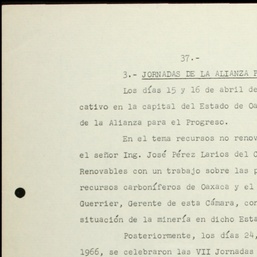 37.-
3.- JORNADAS DE LA ALIANZA P
Los días 15 y 16 de abril de
cativo en la capital del Estado de Oa
de la Alianza para el Progreso.
En el tema recursos no renov
el señor Ing. José Pérez Larios del C
Renovables con un trabajo sobre las p
recursos carboníferos de Oaxaca y el
Guerrier, Gerente de esta Cámara, con
situación de la minería en dicho Esta
Posteriormente, los días 24,
1966, se celebraron las VII Jornadas